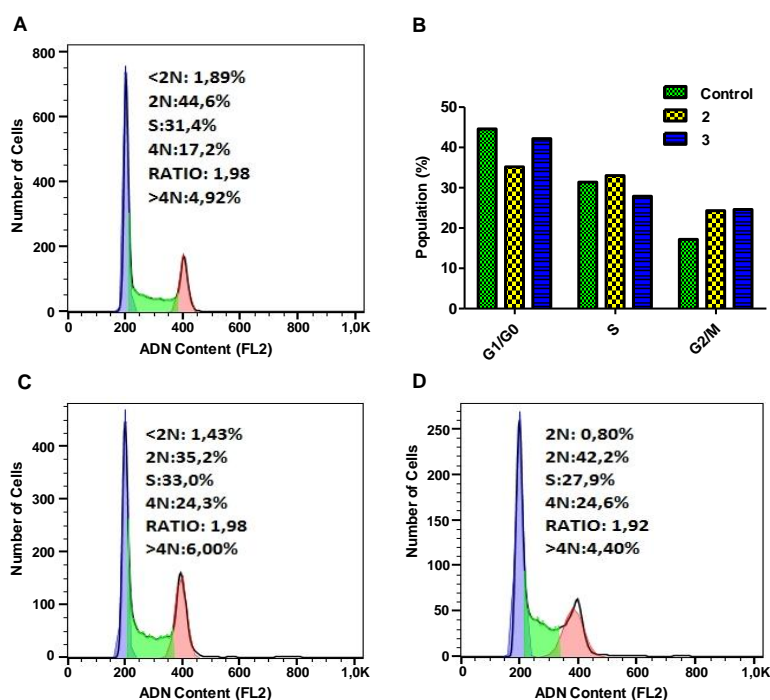 A
800
600
400
200
0
Number of Cells
<2N: 1,89%
2N:44,6%
S:31,4%
4N:17,2%
RATIO: 1,98
>4N:4,92%
0 200 400 600 800 1,0K
ADN Content (FL2)
B
Control
2
3
50
40
30
20
10
0
Population (%)
G1/G0 S G2/M
C
400
300
200
100
0
Number of Cells
<2N: 1,43%
2N:35,2%
S:33,0%
4N:24,3%
RATIO: 1,98
>4N:6,00%
0 200 400 600 800 1,0K
ADN Content (FL2)
D
250
200
150
100
50
0
Number of Cells
2N: 0,80%
2N:42,2%
S:27,9%
4N:24,6%
RATIO: 1,92
>4N:4,40%
0 200 400 600 800 1,0K
ADN Content (FL2)